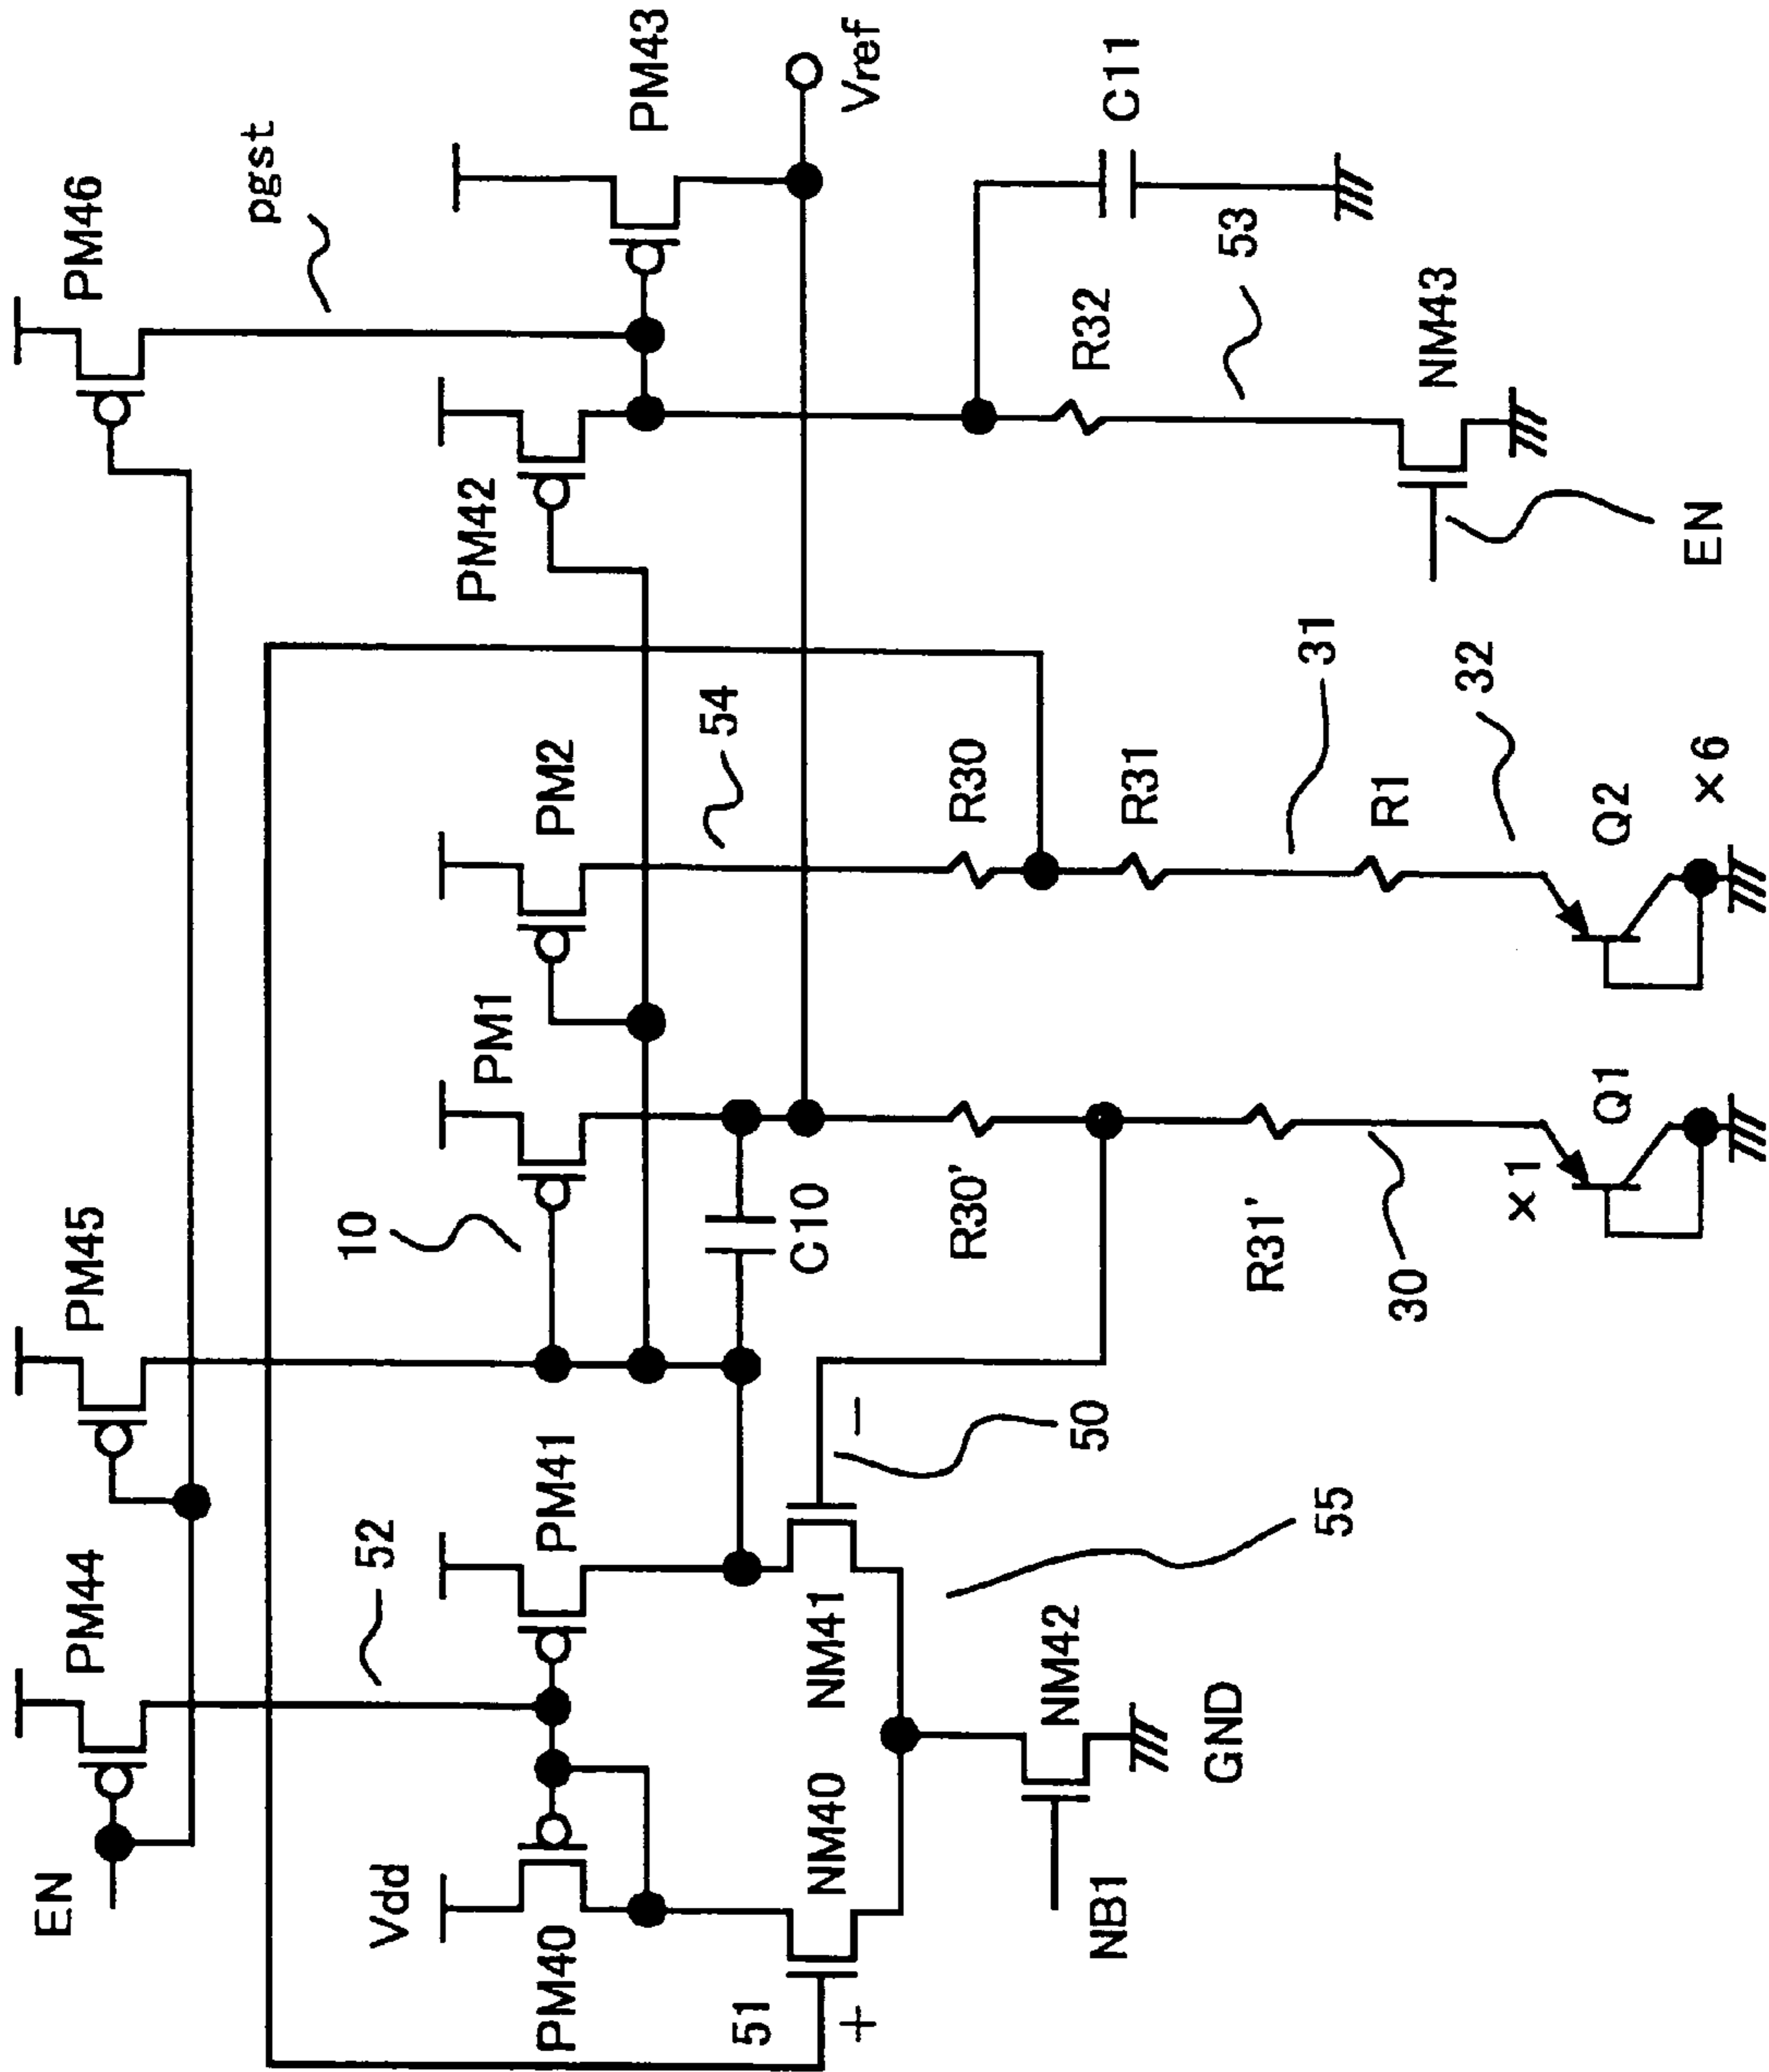 EN
PM44
PM45
PM46
pgst
52
10
Vdd
PM40
PM41
PM1
PM2
54
PM42
PM43
51
+
NM40
NM41
−
50
C10
Vref
55
NB1
NM42
GND
R30'
R30
R31'
R31
31
30
R1
32
×1
Q1
Q2
×6
R32
53
C11
NM43
EN